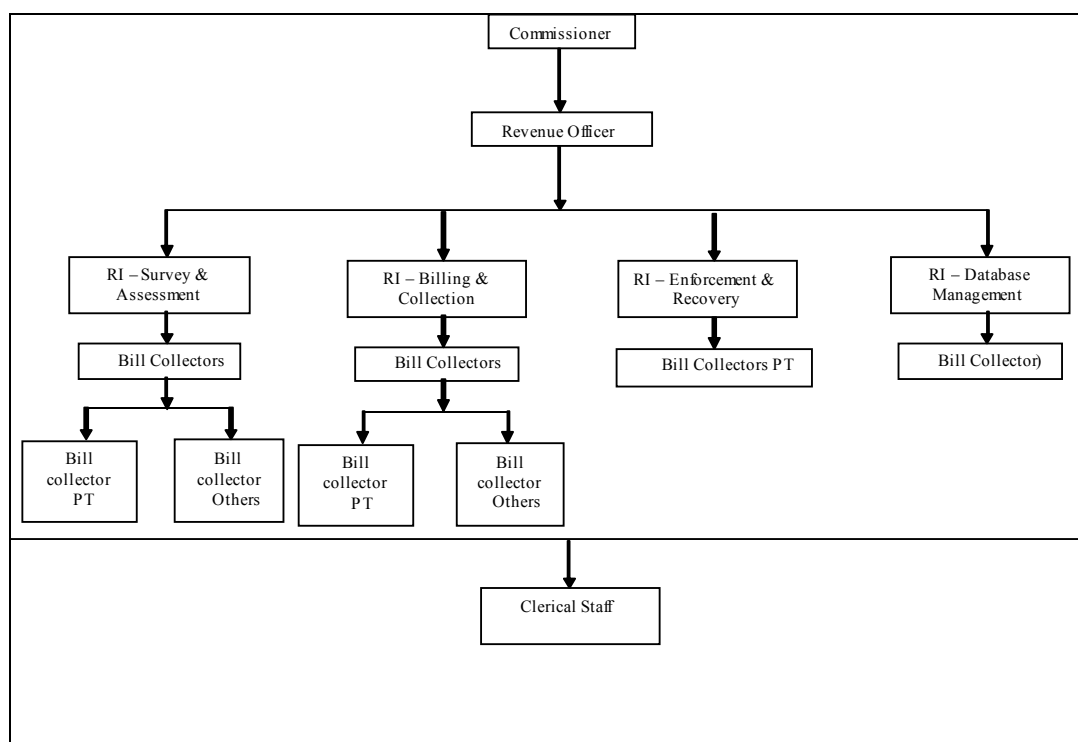 Commissioner
Revenue Officer
RI – Survey &
Assessment
RI – Billing &
Collection
RI – Enforcement &
Recovery
RI – Database
Management
Bill Collectors
Bill Collectors
Bill Collectors PT
Bill Collector)
Bill
collector
PT
Bill
collector
Others
Bill
collector
PT
Bill
collector
Others
Clerical Staff